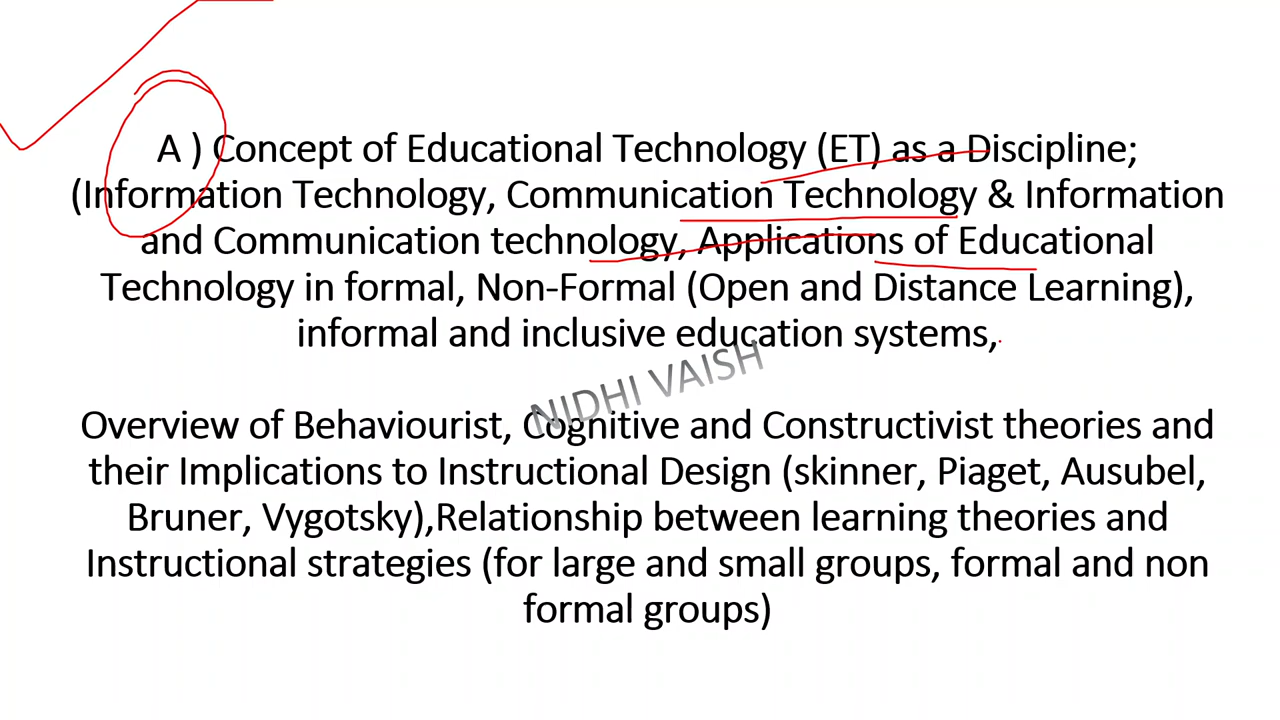 A ) Concept of Educational Technology (ET) as a Discipline;
(Information Technology, Communication Technology & Information
and Communication technology, Applications of Educational
Technology in formal, Non-Formal (Open and Distance Learning),
informal and inclusive education systems,
NIDHI VAISH
Overview of Behaviourist, Cognitive and Constructivist theories and
their Implications to Instructional Design (skinner, Piaget, Ausubel,
Bruner, Vygotsky),Relationship between learning theories and
Instructional strategies (for large and small groups, formal and non
formal groups)